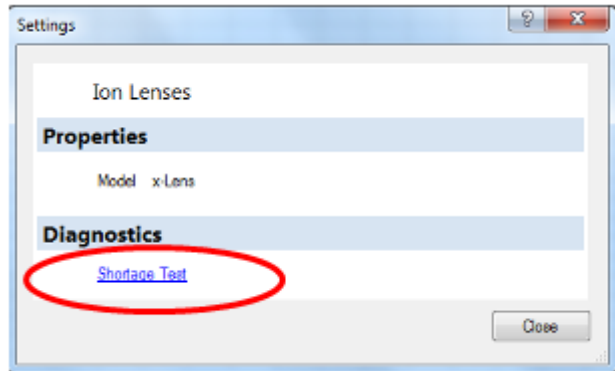 Settings
Ion Lenses
Properties
Model x-Lens
Diagnostics
Shortage Test
Close